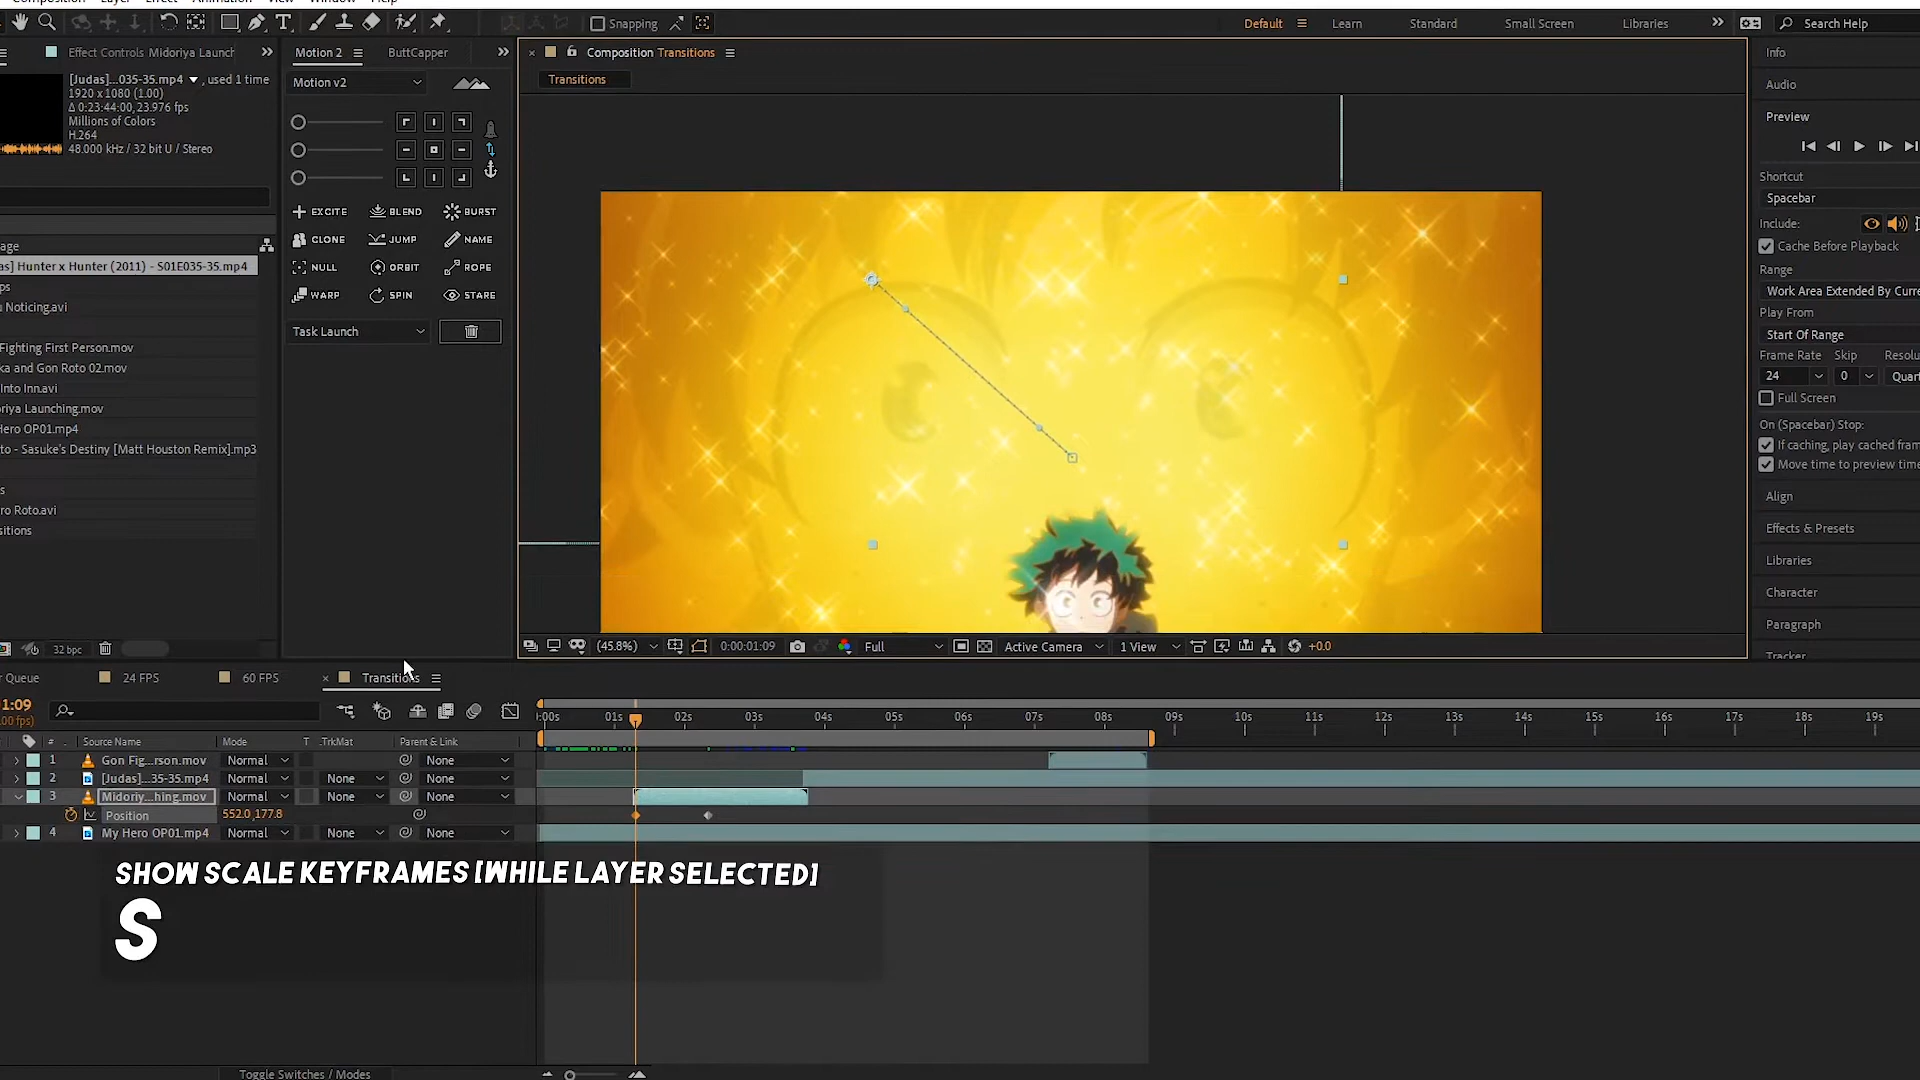 Composition Layer Effect Animation View Window Help
Snapping
Default Learn Standard Small Screen Libraries Search Help
Effect Controls Midoriya Launch
[Judas]...035-35.mp4 , used 1 time
1920 x 1080 (1.00)
Δ 0:23:44:00, 23.976 fps
Millions of Colors
H.264
48.000 kHz / 32 bit U / Stereo
age
as] Hunter x Hunter (2011) - S01E035-35.mp4
ps
u Noticing.avi
Fighting First Person.mov
ka and Gon Roto 02.mov
Into Inn.avi
oriya Launching.mov
Hero OP01.mp4
to - Sasuke's Destiny [Matt Houston Remix].mp3
s
ro Roto.avi
sitions
32 bpc
Motion 2 ButtCapper
Motion v2
EXCITE BLEND BURST
CLONE JUMP NAME
NULL ORBIT ROPE
WARP SPIN STARE
Task Launch
Composition Transitions
Transitions
(45.8%) 0:00:01:09 Full Active Camera 1 View +0.0
Info
Audio
Preview
Shortcut
Spacebar
Include:
Cache Before Playback
Range
Work Area Extended By Curre
Play From
Start Of Range
Frame Rate Skip Resolu
24 0 Quart
Full Screen
On (Spacebar) Stop:
If caching, play cached fram
Move time to preview time
Align
Effects & Presets
Libraries
Character
Paragraph
Tracker
r Queue 24 FPS 60 FPS Transitions
1:09
00 fps)
:00s 01s 02s 03s 04s 05s 06s 07s 08s 09s 10s 11s 12s 13s 14s 15s 16s 17s 18s 19s
# Source Name Mode T .TrkMat Parent & Link
1 Gon Fig...rson.mov Normal None
2 [Judas]...35-35.mp4 Normal None None
3 Midoriy...hing.mov Normal None None
Position 552.0,177.8
4 My Hero OP01.mp4 Normal None None
SHOW SCALE KEYFRAMES [WHILE LAYER SELECTED]
S
Toggle Switches / Modes